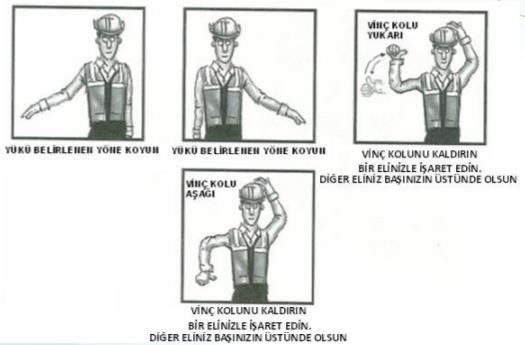 YÜKÜ BELİRLENEN YÖNE KOYUN
YÜKÜ BELİRLENEN YÖNE KOYUN
VİNÇ KOLU
YUKARI
VİNÇ KOLUNU KALDIRIN
BİR ELİNİZLE İŞARET EDİN.
DİĞER ELİNİZ BAŞINIZIN ÜSTÜNDE OLSUN
VİNÇ KOLU
AŞAĞI
VİNÇ KOLUNU KALDIRIN
BİR ELİNİZLE İŞARET EDİN.
DİĞER ELİNİZ BAŞINIZIN ÜSTÜNDE OLSUN